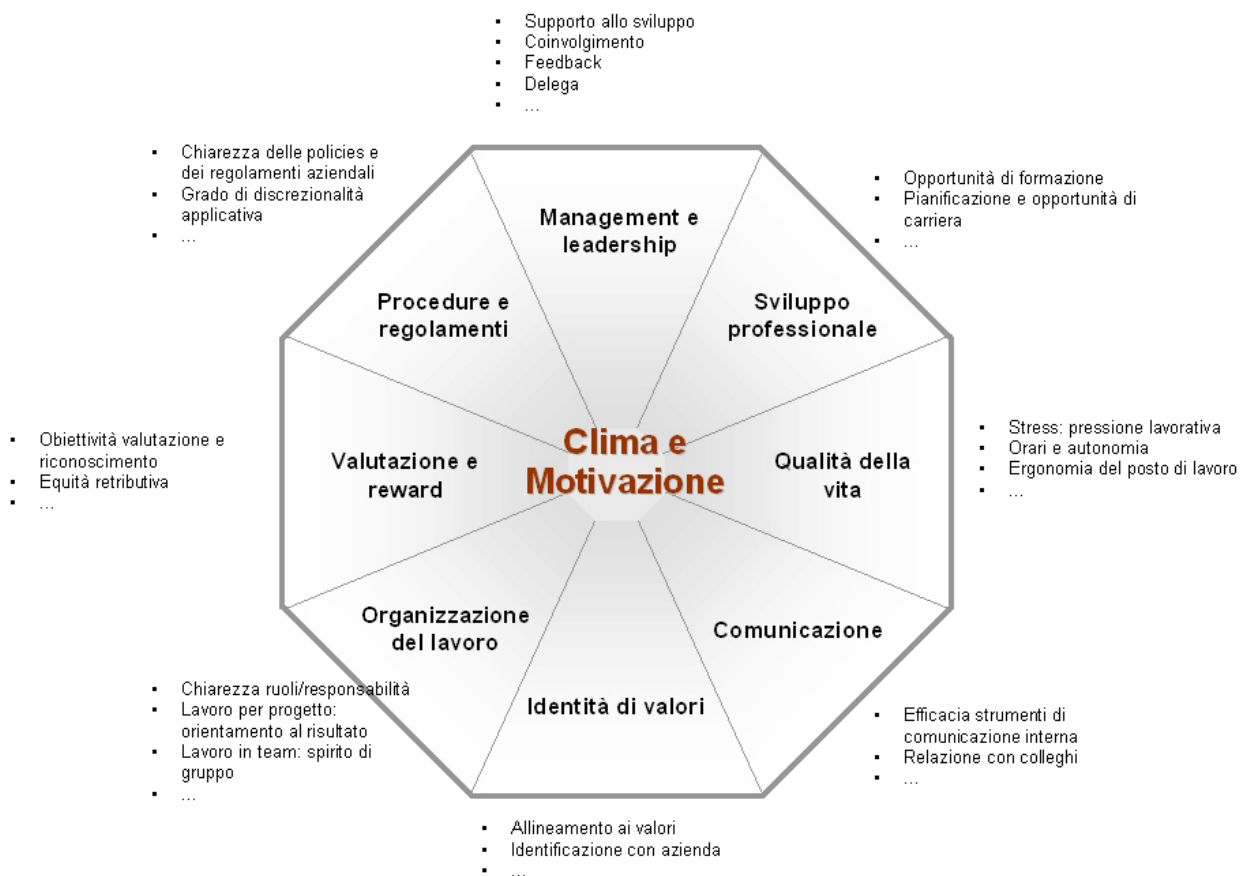 ▪ Supporto allo sviluppo
▪ Coinvolgimento
▪ Feedback
▪ Delega
▪ ...
▪ Chiarezza delle policies e
dei regolamenti aziendali
▪ Grado di discrezionalità
applicativa
▪ ...
▪ Opportunità di formazione
▪ Pianificazione e opportunità di
carriera
▪ ...
Management e
leadership
Procedure e
regolamenti
Sviluppo
professionale
▪ Obiettività valutazione e
riconoscimento
▪ Equità retributiva
▪ ...
Valutazione e
reward
Clima e
Motivazione
Qualità della
vita
▪ Stress: pressione lavorativa
▪ Orari e autonomia
▪ Ergonomia del posto di lavoro
▪ ...
Organizzazione
del lavoro
Comunicazione
Identità di valori
▪ Chiarezza ruoli/responsabilità
▪ Lavoro per progetto:
orientamento al risultato
▪ Lavoro in team: spirito di
gruppo
▪ ...
▪ Efficacia strumenti di
comunicazione interna
▪ Relazione con colleghi
▪ ...
▪ Allineamento ai valori
▪ Identificazione con azienda
▪ ...